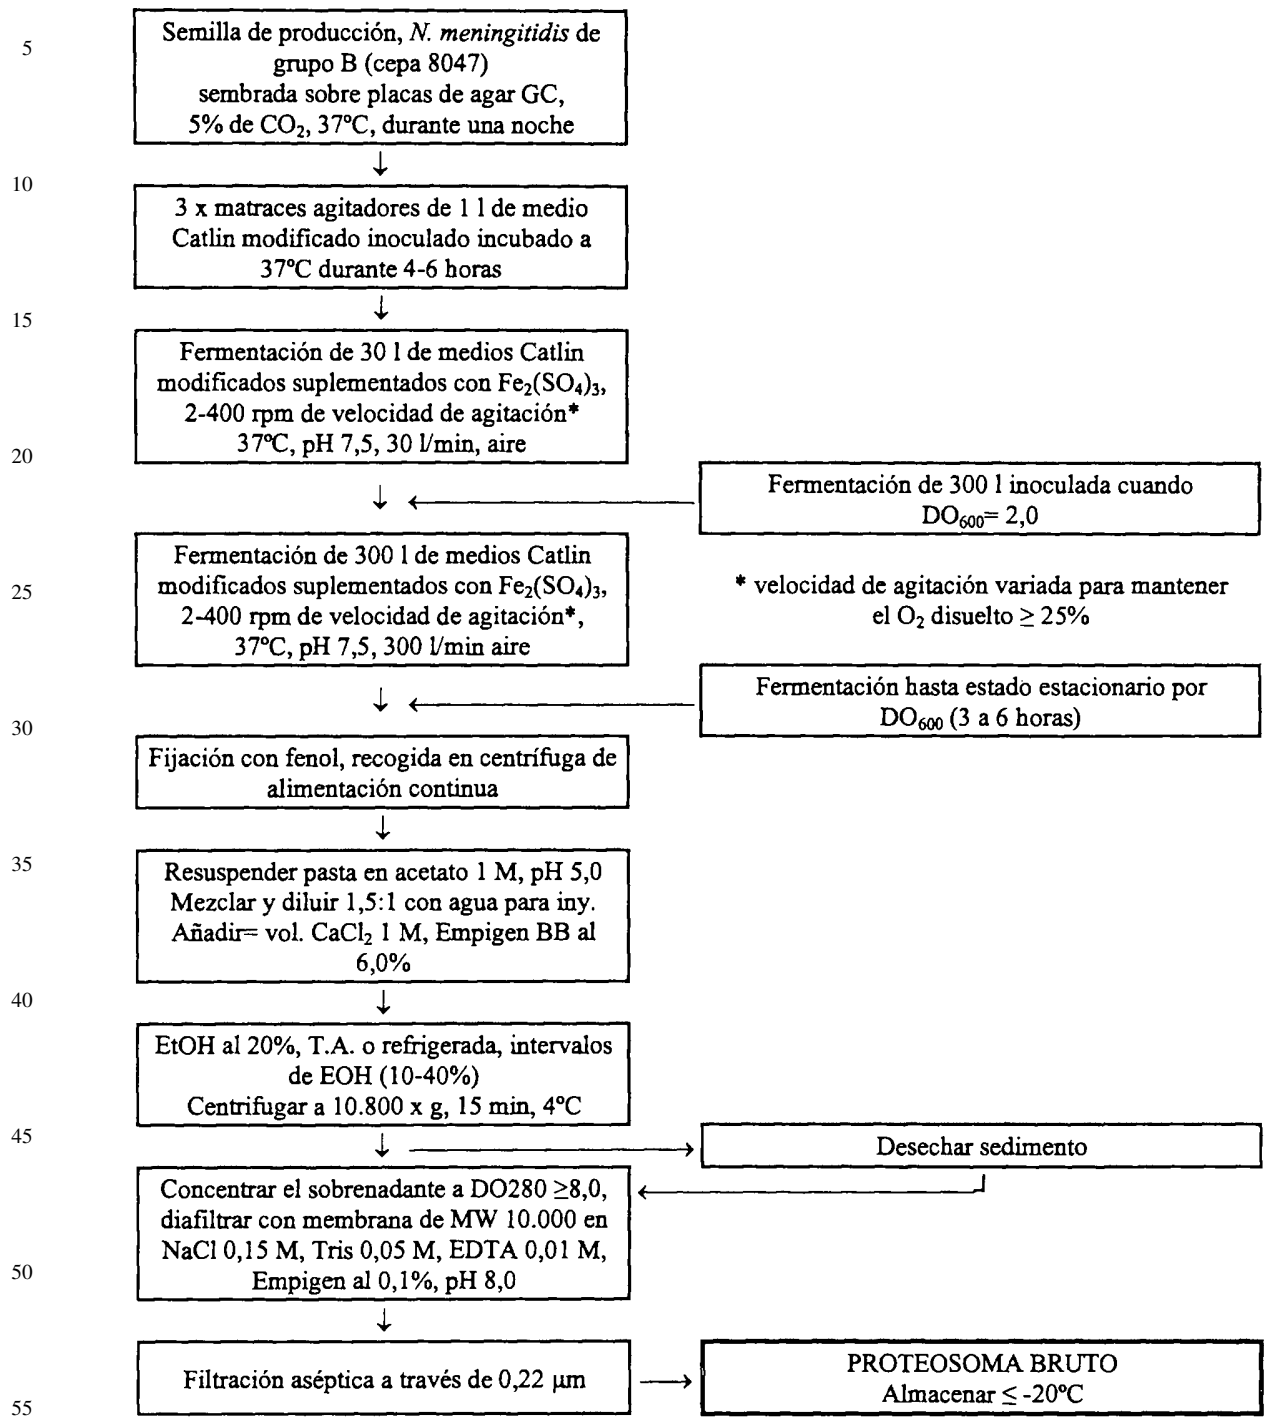 5
Semilla de producción, N. meningitidis de
grupo B (cepa 8047)
sembrada sobre placas de agar GC,
5% de CO₂, 37ºC, durante una noche
↓
10
3 x matraces agitadores de 1 l de medio
Catlin modificado inoculado incubado a
37ºC durante 4-6 horas
↓
15
Fermentación de 30 l de medios Catlin
modificados suplementados con Fe₂(SO₄)₃,
2-400 rpm de velocidad de agitación*
37ºC, pH 7,5, 30 l/min, aire
20
↓ ←
Fermentación de 300 l inoculada cuando
DO₆₀₀= 2,0
Fermentación de 300 l de medios Catlin
modificados suplementados con Fe₂(SO₄)₃,
2-400 rpm de velocidad de agitación*,
37ºC, pH 7,5, 300 l/min aire
25
* velocidad de agitación variada para mantener
el O₂ disuelto ≥ 25%
↓ ←
Fermentación hasta estado estacionario por
DO₆₀₀ (3 a 6 horas)
30
Fijación con fenol, recogida en centrífuga de
alimentación continua
↓
35
Resuspender pasta en acetato 1 M, pH 5,0
Mezclar y diluir 1,5:1 con agua para iny.
Añadir= vol. CaCl₂ 1 M, Empigen BB al
6,0%
40
↓
EtOH al 20%, T.A. o refrigerada, intervalos
de EOH (10-40%)
Centrifugar a 10.800 x g, 15 min, 4ºC
45
↓ →
Desechar sedimento
Concentrar el sobrenadante a DO280 ≥8,0,
diafiltrar con membrana de MW 10.000 en
NaCl 0,15 M, Tris 0,05 M, EDTA 0,01 M,
Empigen al 0,1%, pH 8,0
50
↓
Filtración aséptica a través de 0,22 μm
→
PROTEOSOMA BRUTO
Almacenar ≤ -20ºC
55